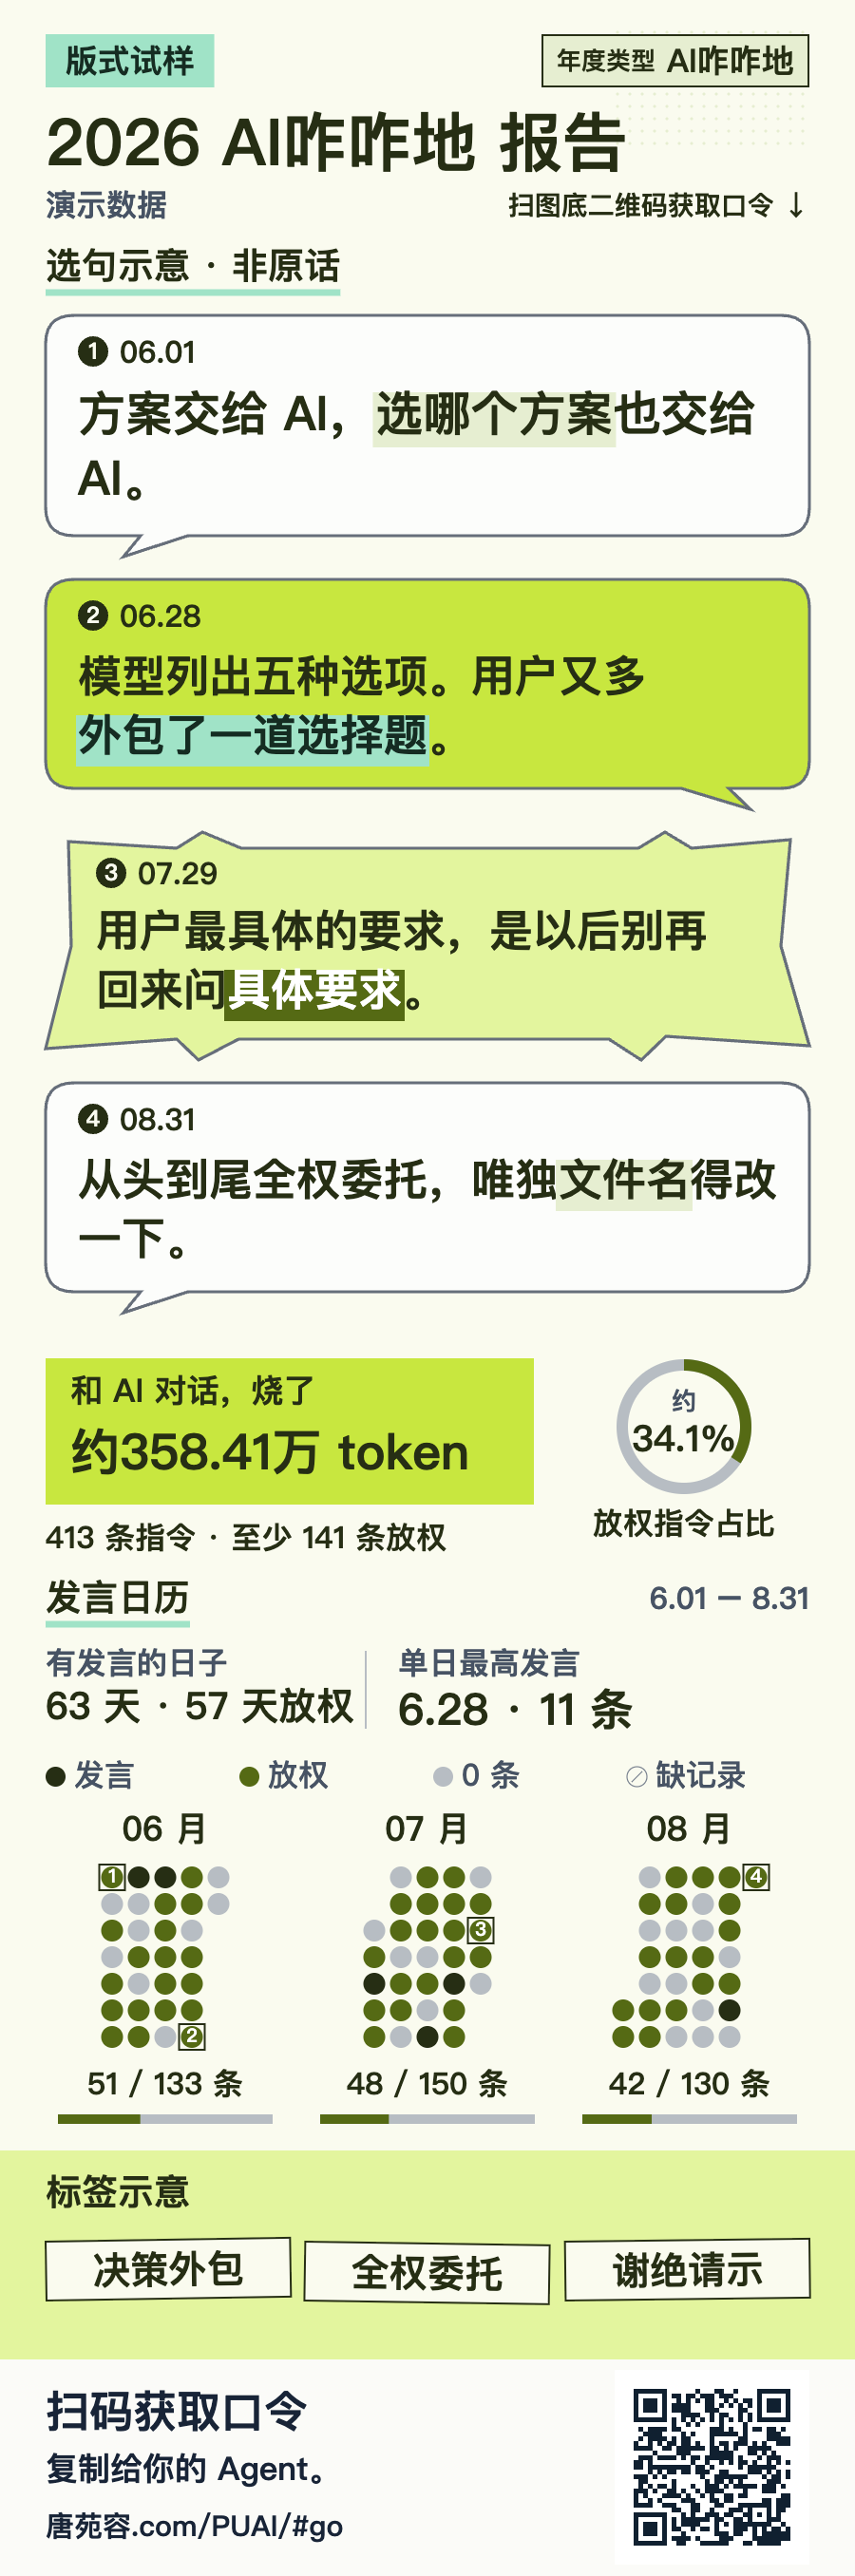 版式试样
年度类型 AI咋咋地
2026 AI咋咋地 报告
演示数据
扫图底二维码获取口令 ↓
选句示意 · 非原话
1 06.01
方案交给 AI，选哪个方案也交给
AI。
2 06.28
模型列出五种选项。用户又多
外包了一道选择题。
3 07.29
用户最具体的要求，是以后别再
回来问具体要求。
4 08.31
从头到尾全权委托，唯独文件名得改
一下。
和 AI 对话，烧了
约358.41万 token
约
34.1%
放权指令占比
413 条指令 · 至少 141 条放权
发言日历
6.01 — 8.31
有发言的日子
63 天 · 57 天放权
单日最高发言
6.28 · 11 条
发言
放权
0 条
缺记录
06 月
07 月
08 月
1
4
3
2
51 / 133 条
48 / 150 条
42 / 130 条
标签示意
决策外包
全权委托
谢绝请示
扫码获取口令
复制给你的 Agent。
唐苑容.com/PUAI/#go